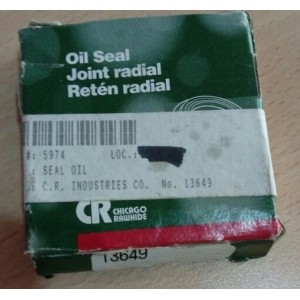 Oil Seal
Joint radial
Retén radial
#: 5974 LOC.:
: SEAL OIL
: C.R. INDUSTRIES CO. No. 13649
CR CHICAGO
RAWHIDE
13649